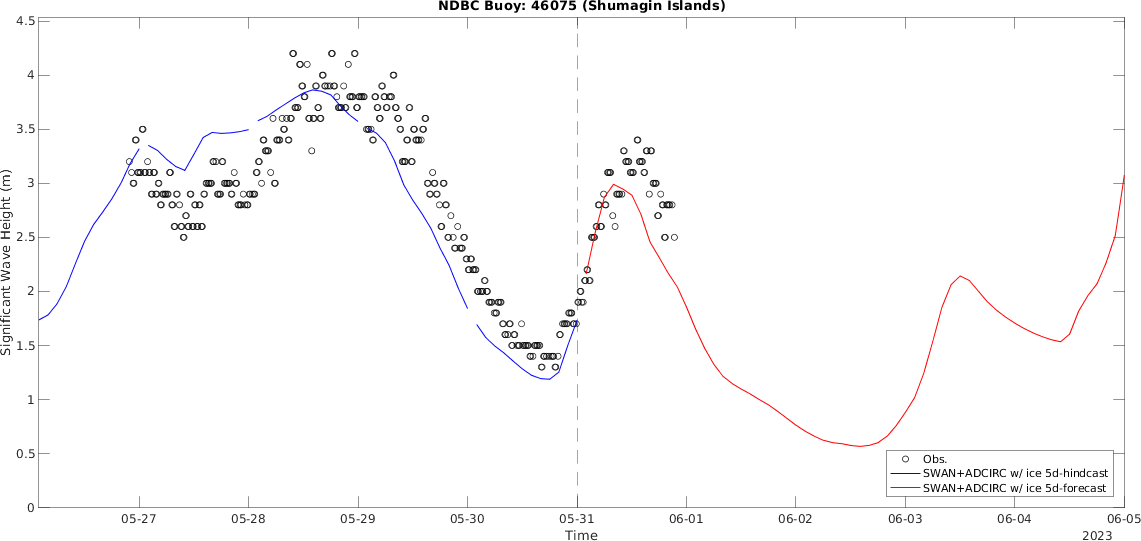 NDBC Buoy: 46075 (Shumagin Islands)
4.5
4
3.5
3
2.5
2
1.5
1
0.5
0
Significant Wave Height (m)
Obs.
SWAN+ADCIRC w/ ice 5d-hindcast
SWAN+ADCIRC w/ ice 5d-forecast
05-27 05-28 05-29 05-30 05-31 06-01 06-02 06-03 06-04 06-05
Time
2023